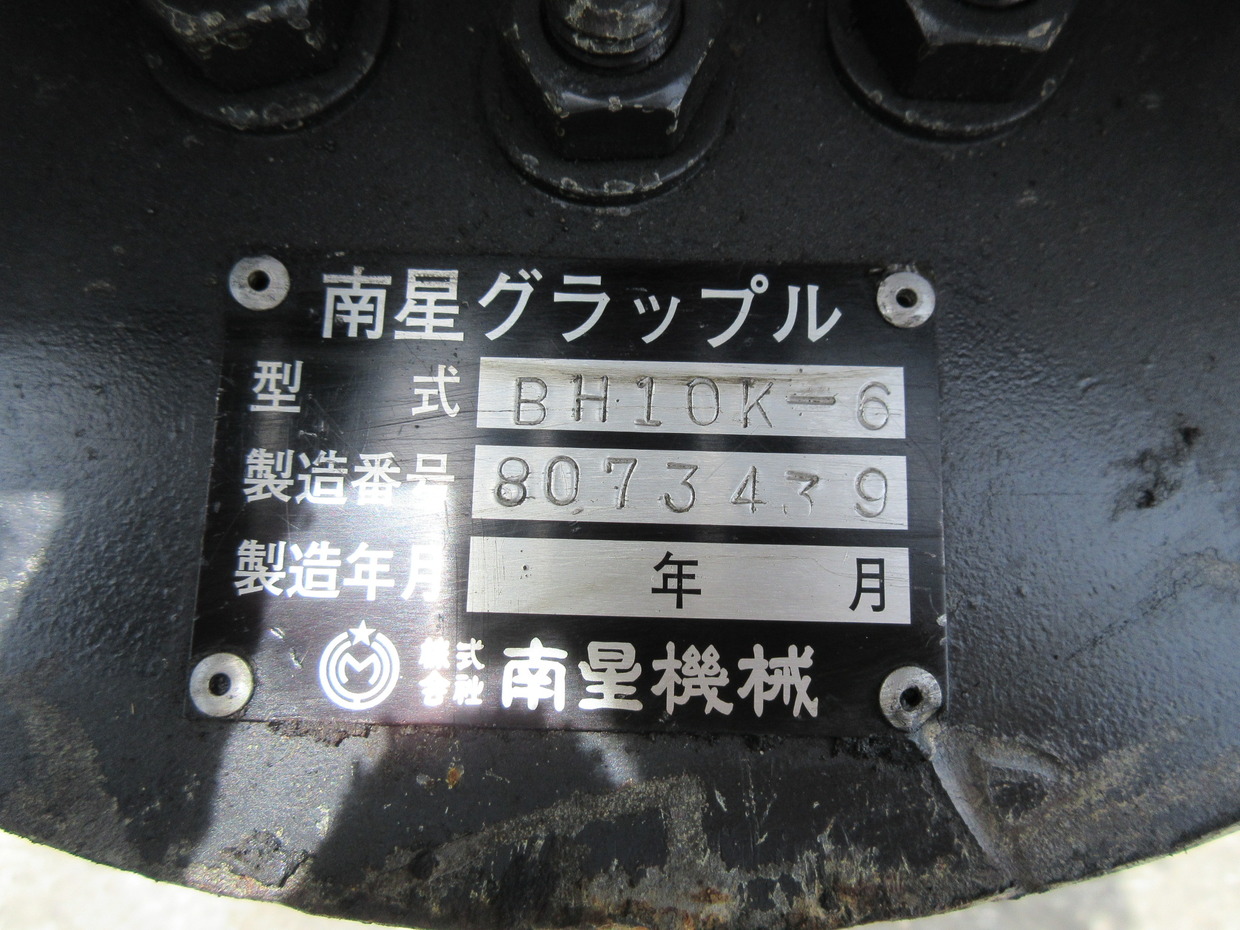 南星グラップル
型式 BH10K-6
製造番号 8073439
製造年月 年 月
株式会社 南星機械